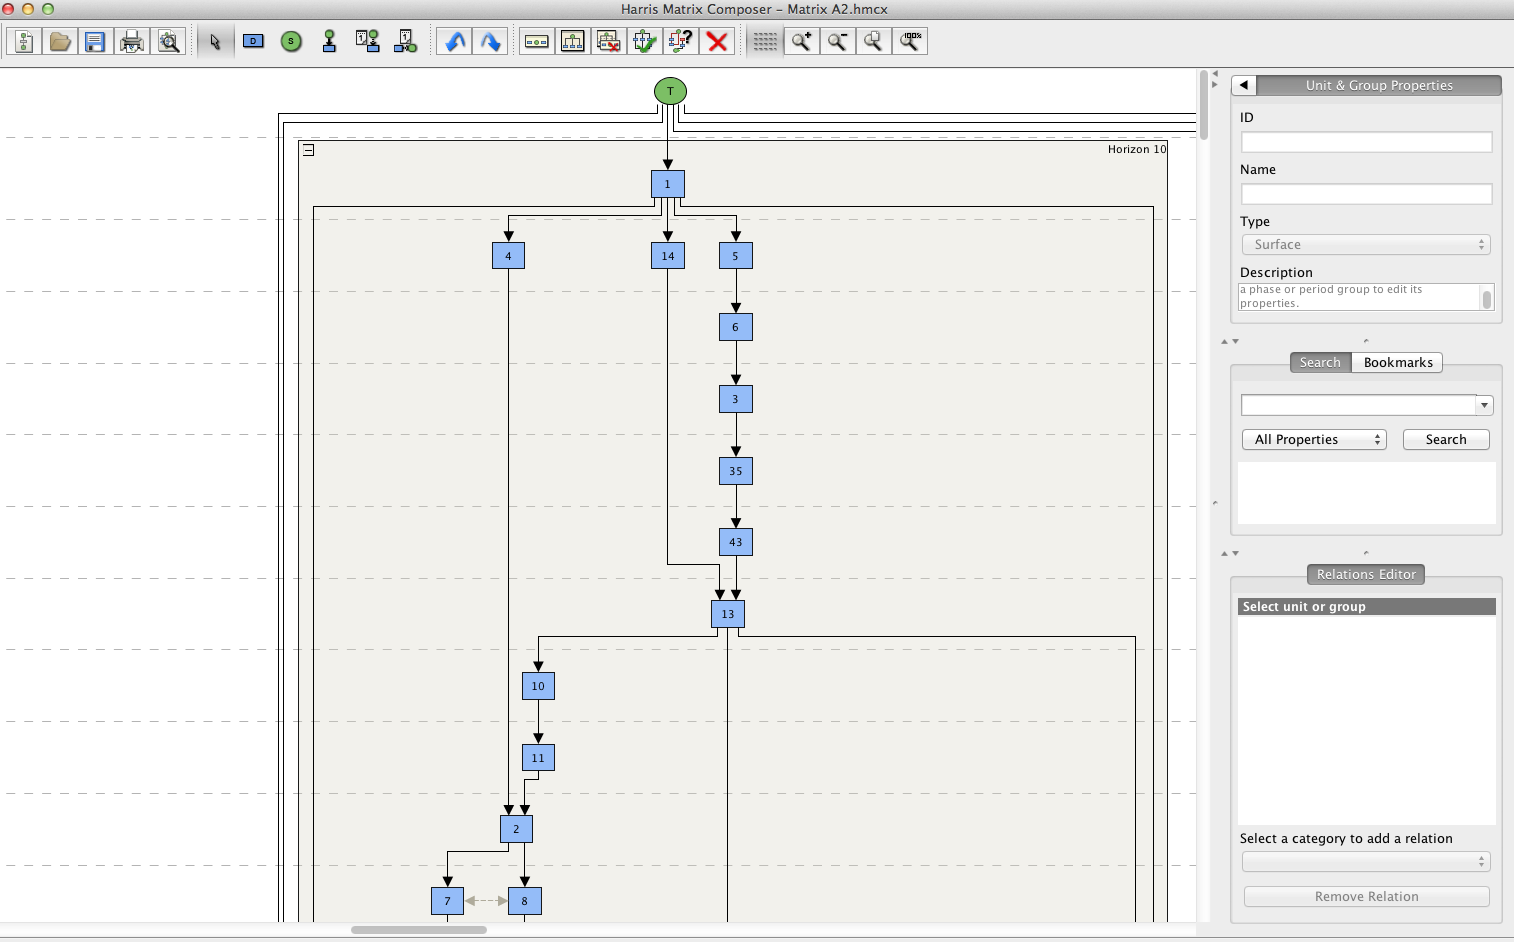 Harris Matrix Composer – Matrix A2.hmcx
D
S
1
1
?
100%
T
Horizon 10
1
4
14
5
6
3
35
43
13
10
11
2
7
8
Unit & Group Properties
ID
Name
Type
Surface
Description
a phase or period group to edit its
properties.
Search
Bookmarks
All Properties
Search
Relations Editor
Select unit or group
Select a category to add a relation
Remove Relation